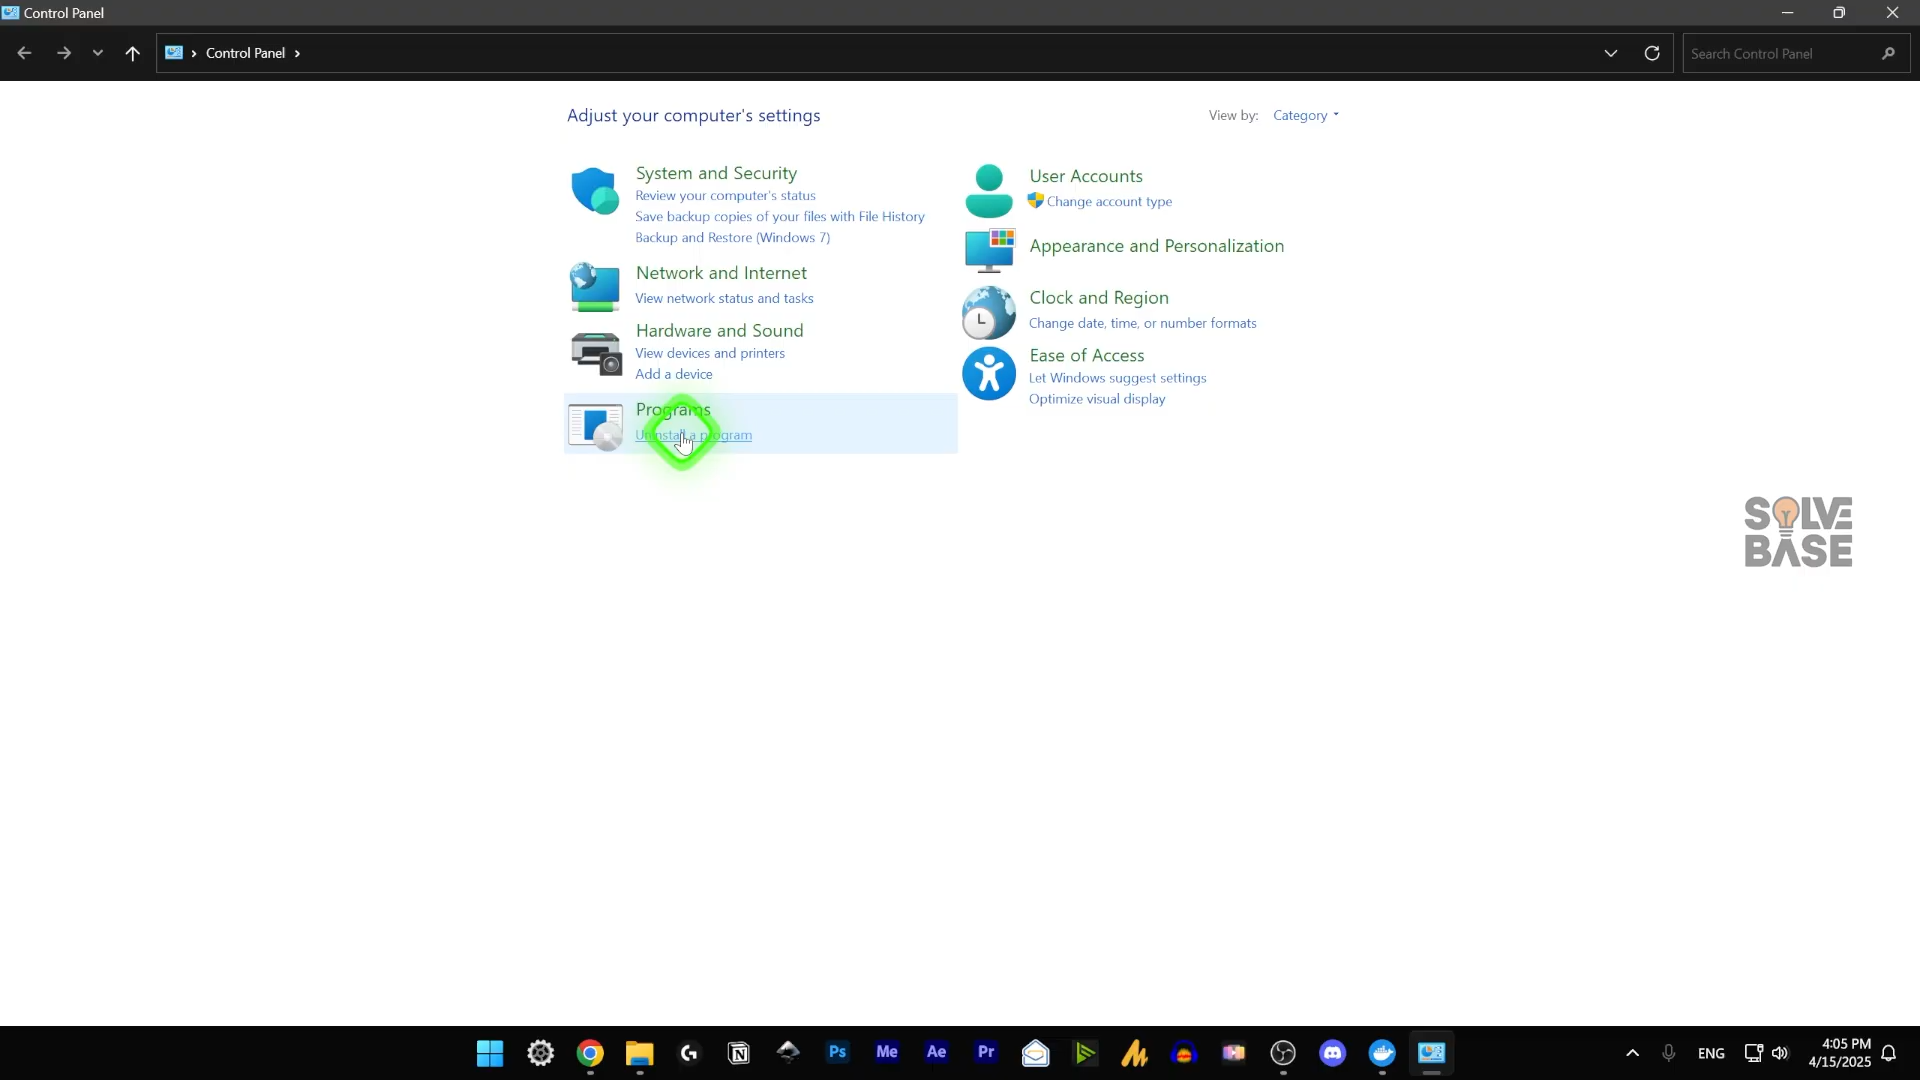 Control Panel
Control Panel
Search Control Panel
Adjust your computer's settings
View by: Category
System and Security
Review your computer's status
Save backup copies of your files with File History
Backup and Restore (Windows 7)
Network and Internet
View network status and tasks
Hardware and Sound
View devices and printers
Add a device
Programs
Uninstall a program
User Accounts
Change account type
Appearance and Personalization
Clock and Region
Change date, time, or number formats
Ease of Access
Let Windows suggest settings
Optimize visual display
SOLVE
BASE
Ps
Me
Ae
Pr
ENG
4:05 PM
4/15/2025